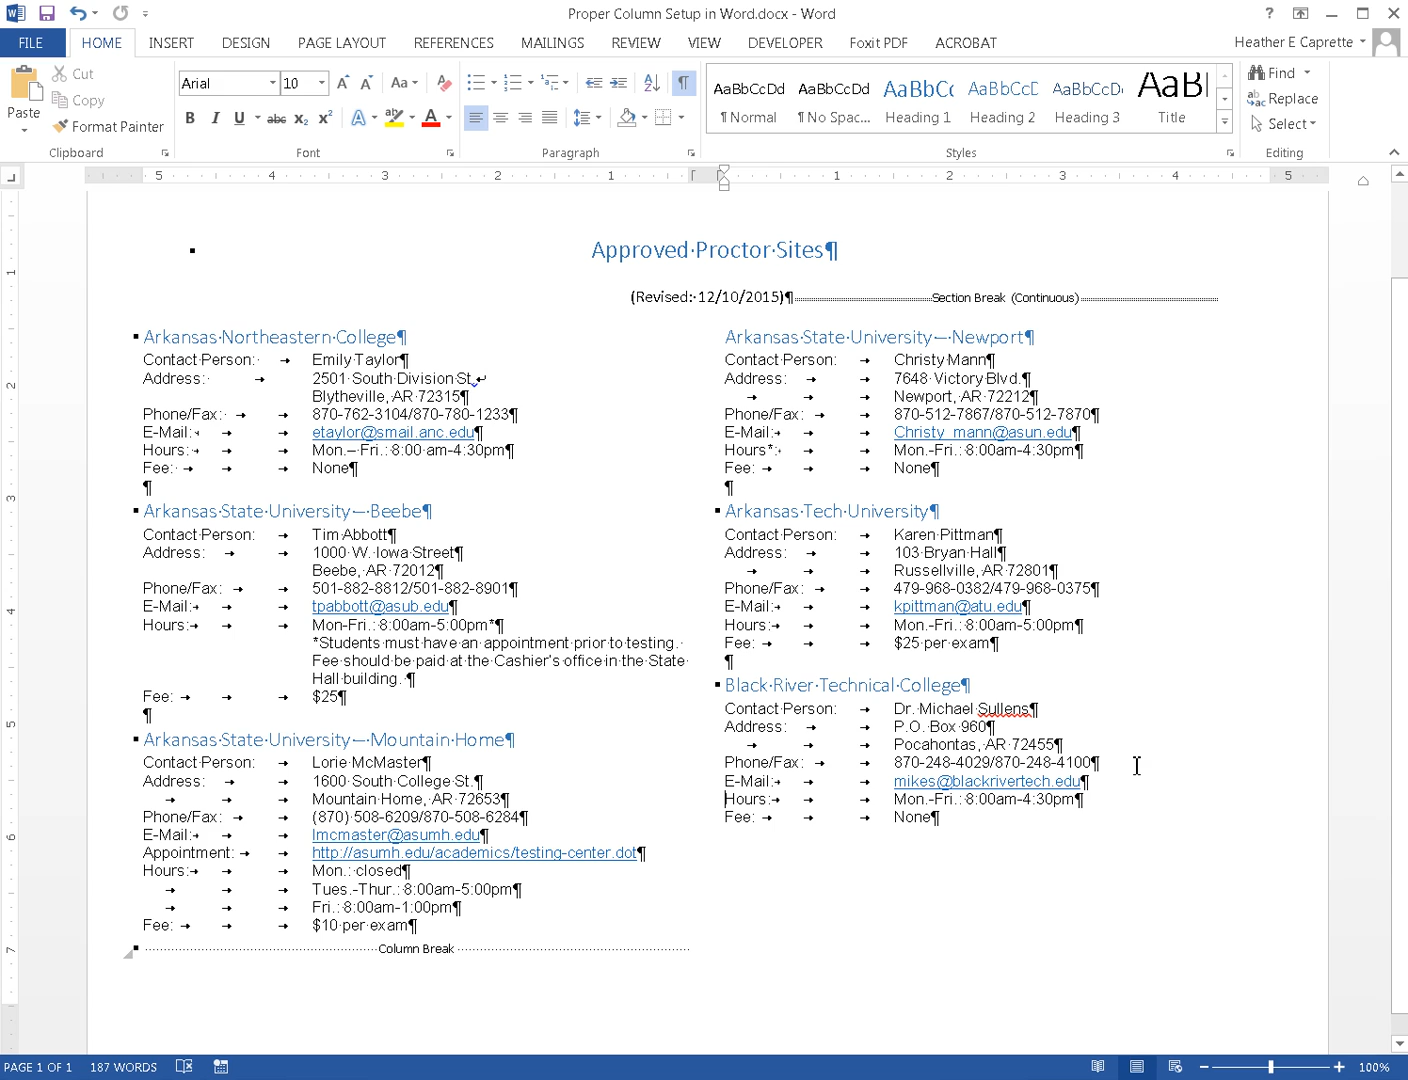 Proper Column Setup in Word.docx - Word
?
FILE
HOME
INSERT
DESIGN
PAGE LAYOUT
REFERENCES
MAILINGS
REVIEW
VIEW
DEVELOPER
Foxit PDF
ACROBAT
Heather E Caprette
Paste
Cut
Copy
Format Painter
Clipboard
Arial
10
Font
Paragraph
AaBbCcDd
¶ Normal
AaBbCcDd
¶ No Spac...
AaBbCc
Heading 1
AaBbCcD
Heading 2
AaBbCcD
Heading 3
AaBl
Title
Styles
Find
Replace
Select
Editing
5 4 3 2 1 1 2 3 4 5
Approved·Proctor·Sites¶
(Revised:·12/10/2015)¶
Section Break (Continuous)
Arkansas·Northeastern·College¶
Contact·Person:· → Emily·Taylor¶
Address:· → 2501·South·Division·St.↵
Blytheville,·AR·72315¶
Phone/Fax:· → → 870-762-3104/870-780-1233¶
E-Mail:→ → → etaylor@smail.anc.edu¶
Hours:→ → → Mon.–·Fri.:·8:00·am-4:30pm¶
Fee:· → → → None¶
¶
Arkansas·State·University·–·Beebe¶
Contact·Person: → Tim·Abbott¶
Address: → → 1000·W.·Iowa·Street¶
Beebe,·AR·72012¶
Phone/Fax: → → 501-882-8812/501-882-8901¶
E-Mail:→ → → tpabbott@asub.edu¶
Hours:→ → → Mon-Fri.:·8:00am-5:00pm*¶
*Students·must·have·an·appointment·prior·to·testing.·
Fee·should·be·paid·at·the·Cashier's·office·in·the·State·
Hall·building.·¶
Fee: → → → $25¶
¶
Arkansas·State·University·–·Mountain·Home¶
Contact·Person: → Lorie·McMaster¶
Address: → → 1600·South·College·St.¶
→ → → Mountain·Home,·AR·72653¶
Phone/Fax: → → (870)·508-6209/870-508-6284¶
E-Mail:→ → → lmcmaster@asumh.edu¶
Appointment: → → http://asumh.edu/academics/testing-center.dot¶
Hours:→ → → Mon.:·closed¶
→ → → Tues.-Thur.:·8:00am-5:00pm¶
→ → → Fri.:·8:00am-1:00pm¶
Fee: → → → $10·per·exam¶
Column Break
Arkansas·State·University·–·Newport¶
Contact·Person: → Christy·Mann¶
Address: → → 7648·Victory·Blvd.¶
→ → Newport,·AR·72212¶
Phone/Fax: → → 870-512-7867/870-512-7870¶
E-Mail:→ → → Christy_mann@asun.edu¶
Hours*:→ → → Mon.-Fri.:·8:00am-4:30pm¶
Fee: → → → None¶
¶
Arkansas·Tech·University¶
Contact·Person: → Karen·Pittman¶
Address: → → 103·Bryan·Hall¶
→ → Russellville,·AR·72801¶
Phone/Fax: → → 479-968-0382/479-968-0375¶
E-Mail:→ → → kpittman@atu.edu¶
Hours:→ → → Mon.-Fri.:·8:00am-5:00pm¶
Fee: → → → $25·per·exam¶
¶
Black·River·Technical·College¶
Contact·Person: → Dr.·Michael·Sullens¶
Address: → → P.O.·Box·960¶
→ → Pocahontas,·AR·72455¶
Phone/Fax: → → 870-248-4029/870-248-4100¶
E-Mail:→ → → mikes@blackrivertech.edu¶
Hours:→ → → Mon.-Fri.:·8:00am-4:30pm¶
Fee: → → → None¶
1
2
3
4
5
6
7
PAGE 1 OF 1
187 WORDS
100%